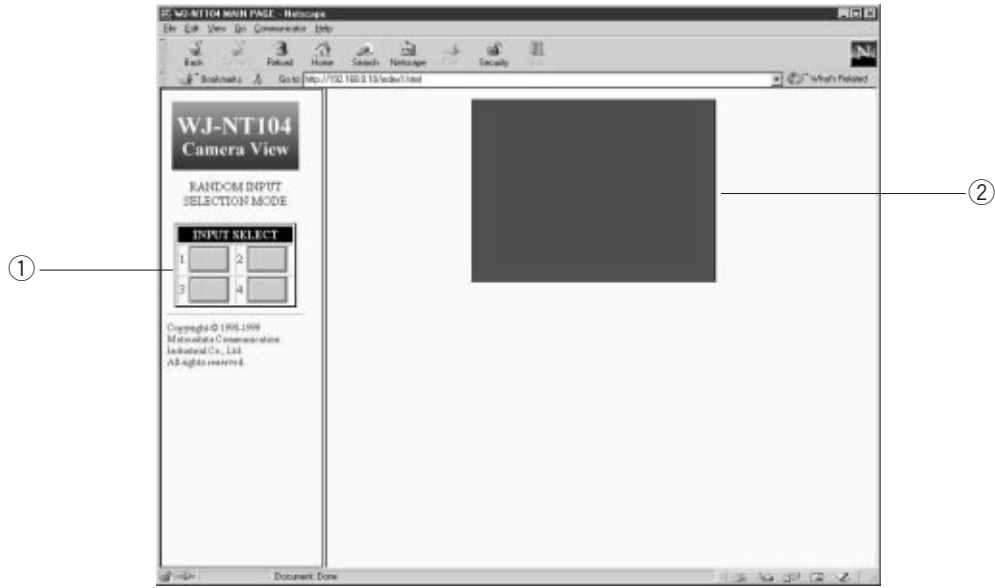 WJ-NT104 MAIN PAGE - Netscape
File Edit View Go Communicator Help
Back Reload Home Search Netscape Security
Bookmarks Go to http://192.168.0.10/index1.html What's Related
WJ-NT104
Camera View
RANDOM INPUT
SELECTION MODE
INPUT SELECT
1 2
3 4
Copyright © 1998-1999
Matsushita Communication
Industrial Co., Ltd.
All rights reserved.
1
2
Document: Done